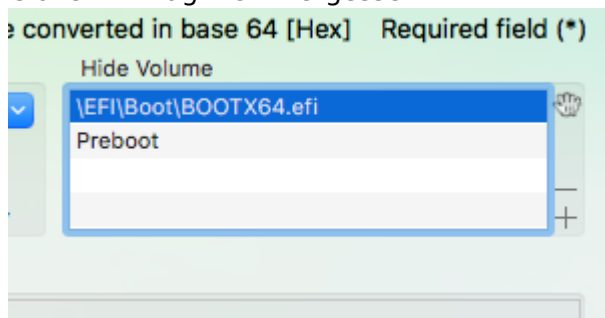 e converted in base 64 [Hex] Required field (*)
Hide Volume
\EFI\Boot\BOOTX64.efi
Preboot